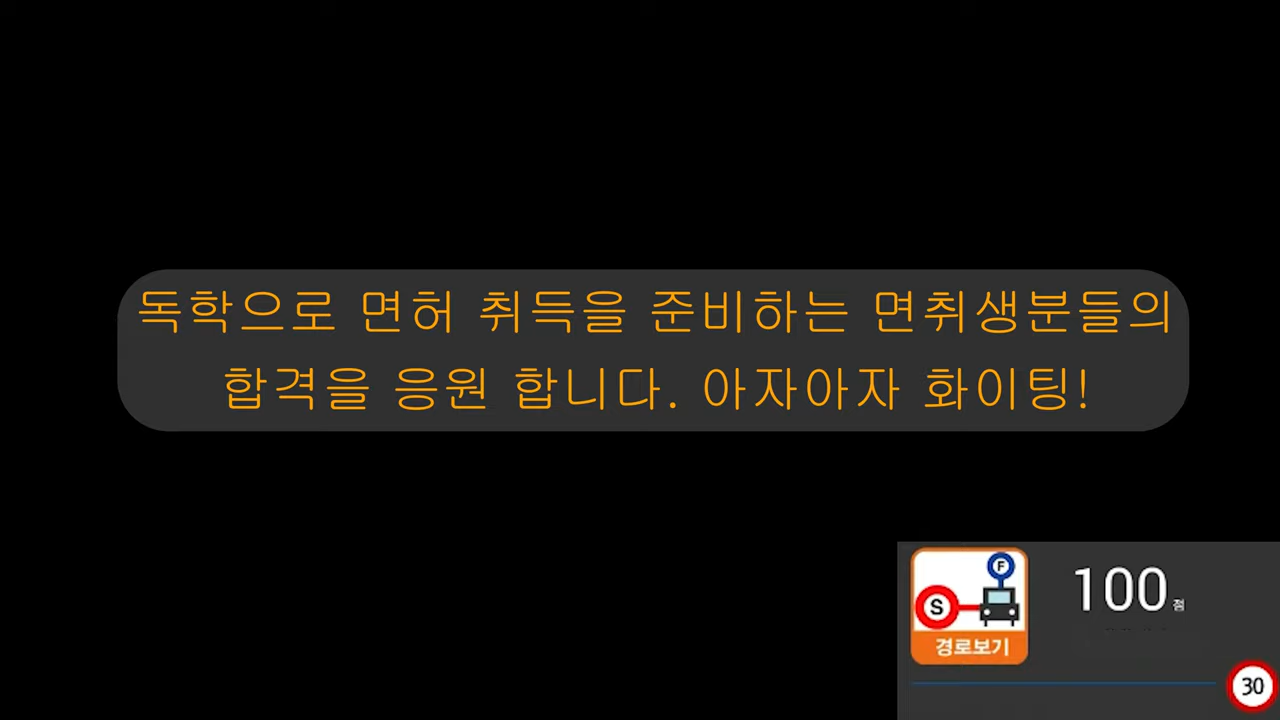 독학으로 면허 취득을 준비하는 면취생분들의
합격을 응원 합니다. 아자아자 화이팅!
F
S
경로보기
100점
30